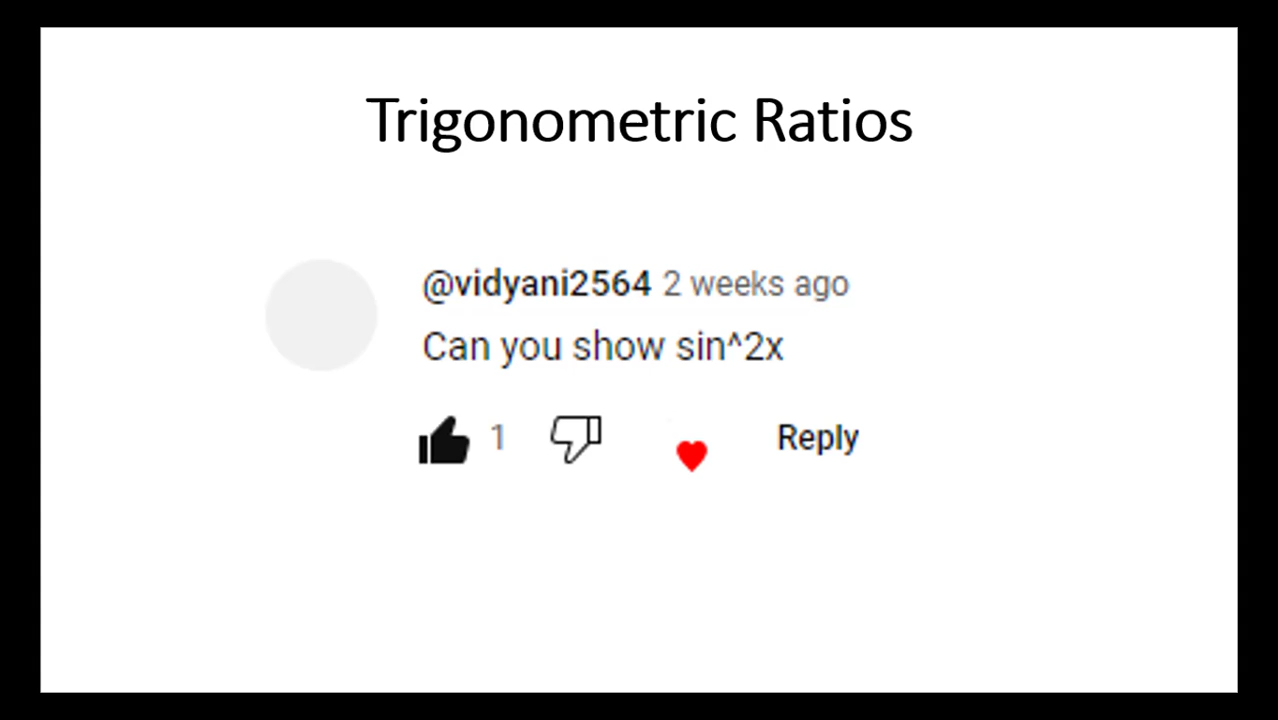 Trigonometric Ratios
@vidyani2564 2 weeks ago
Can you show sin^2x
1 Reply